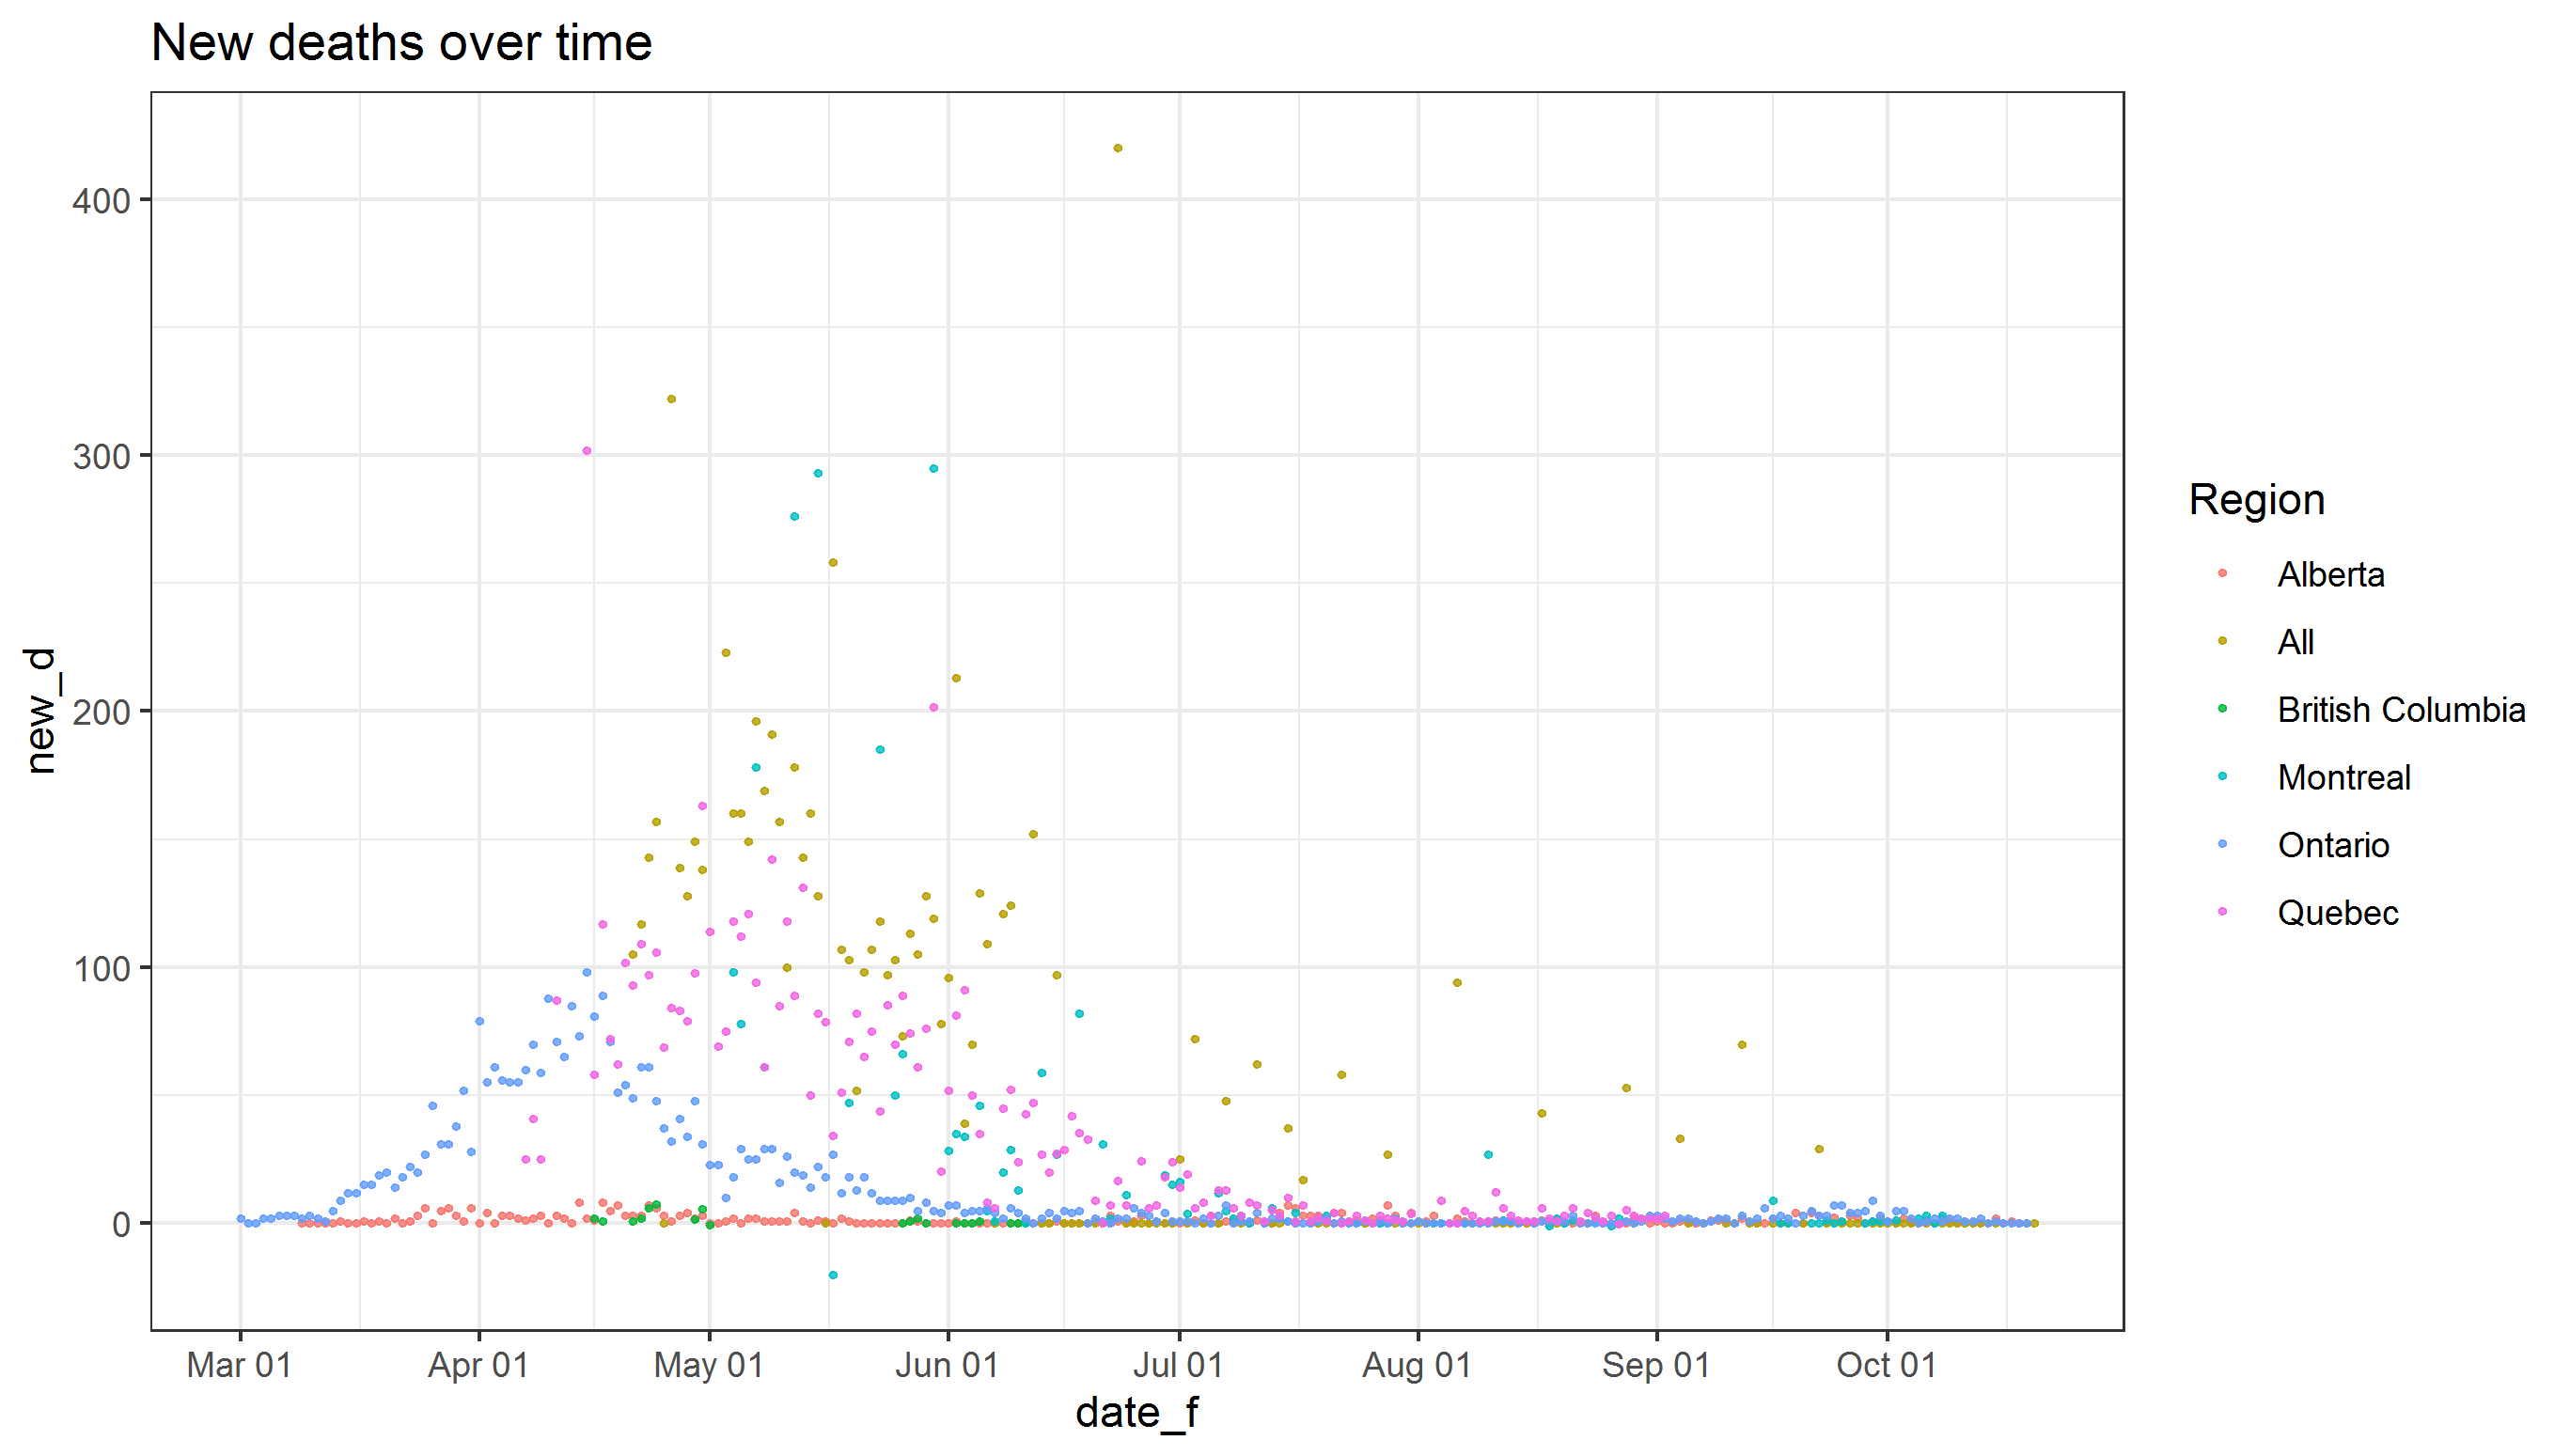 New deaths over time
400
300
200
100
0
new_d
Mar 01 Apr 01 May 01 Jun 01 Jul 01 Aug 01 Sep 01 Oct 01
date_f
Region
Alberta
All
British Columbia
Montreal
Ontario
Quebec